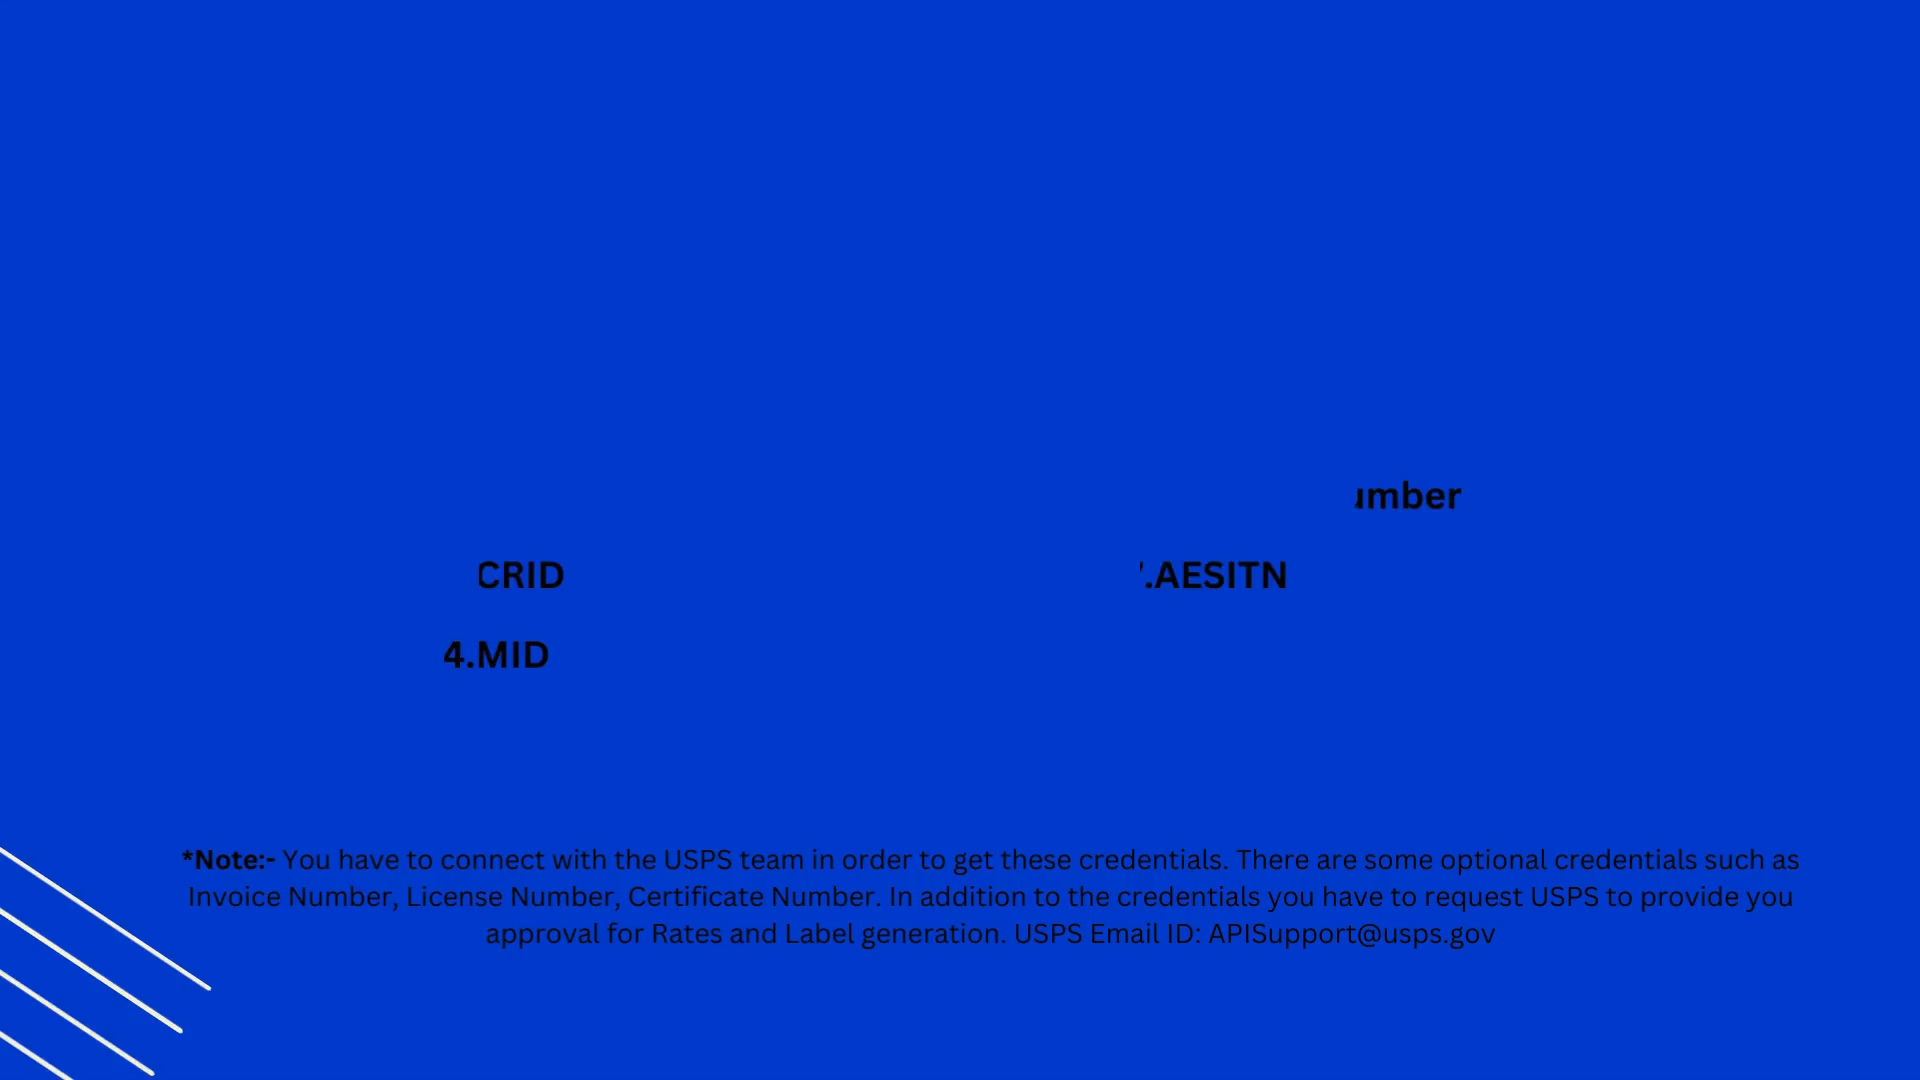 CRID
4.MID
.AESITN
*Note:- You have to connect with the USPS team in order to get these credentials. There are some optional credentials such as
Invoice Number, License Number, Certificate Number. In addition to the credentials you have to request USPS to provide you
approval for Rates and Label generation. USPS Email ID: APISupport@usps.gov